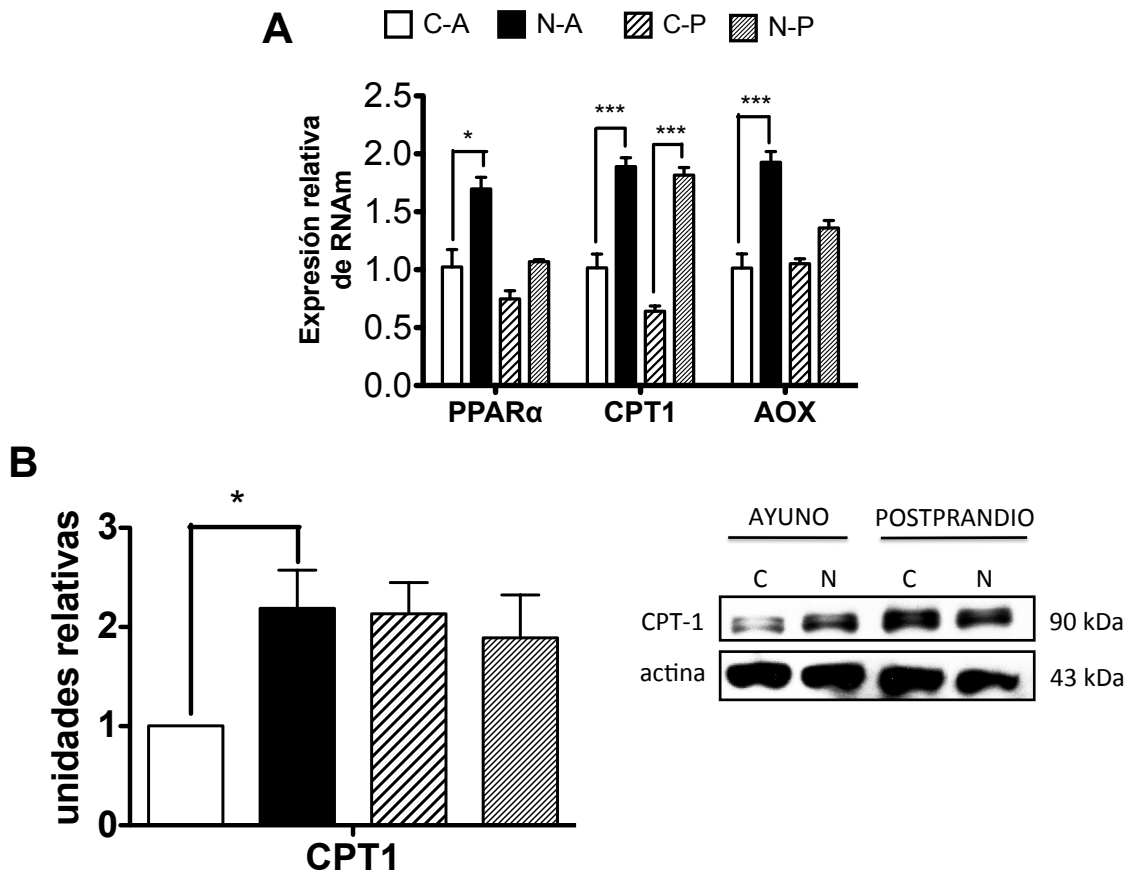 A
C-A N-A C-P N-P
Expresión relativa
de RNAm
2.5
2.0
1.5
1.0
0.5
0.0
* *** *** ***
PPARα CPT1 AOX
B
unidades relativas
3
2
1
0
*
CPT1
AYUNO POSTPRANDIO
C N C N
CPT-1 90 kDa
actina 43 kDa